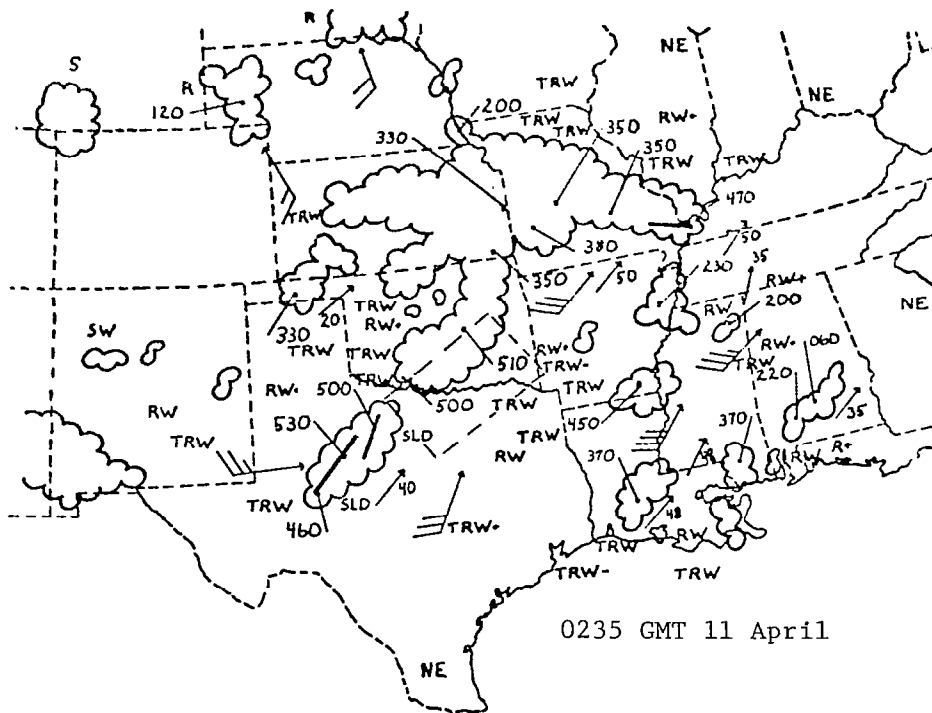 R
S
NE
L
TRW
NE
R
120
200
TRW
TRW
RW-
330
350
350
TRW
TRW
470
TRW
380
50
230
35
350
50
RW+
200
NE
SW
330
20
TRW
RW-
RW
TRW
TRW
510
RW-
TRW-
RW-
TRW
060
220
RW-
500
TRW
500
TRW
TRW
RW
530
SLD
TRW
450
370
35
TRW
RW
370
RW
R-
TRW
SLD
40
48
460
TRW-
TRW
RW
TRW-
TRW
0235 GMT 11 April
NE